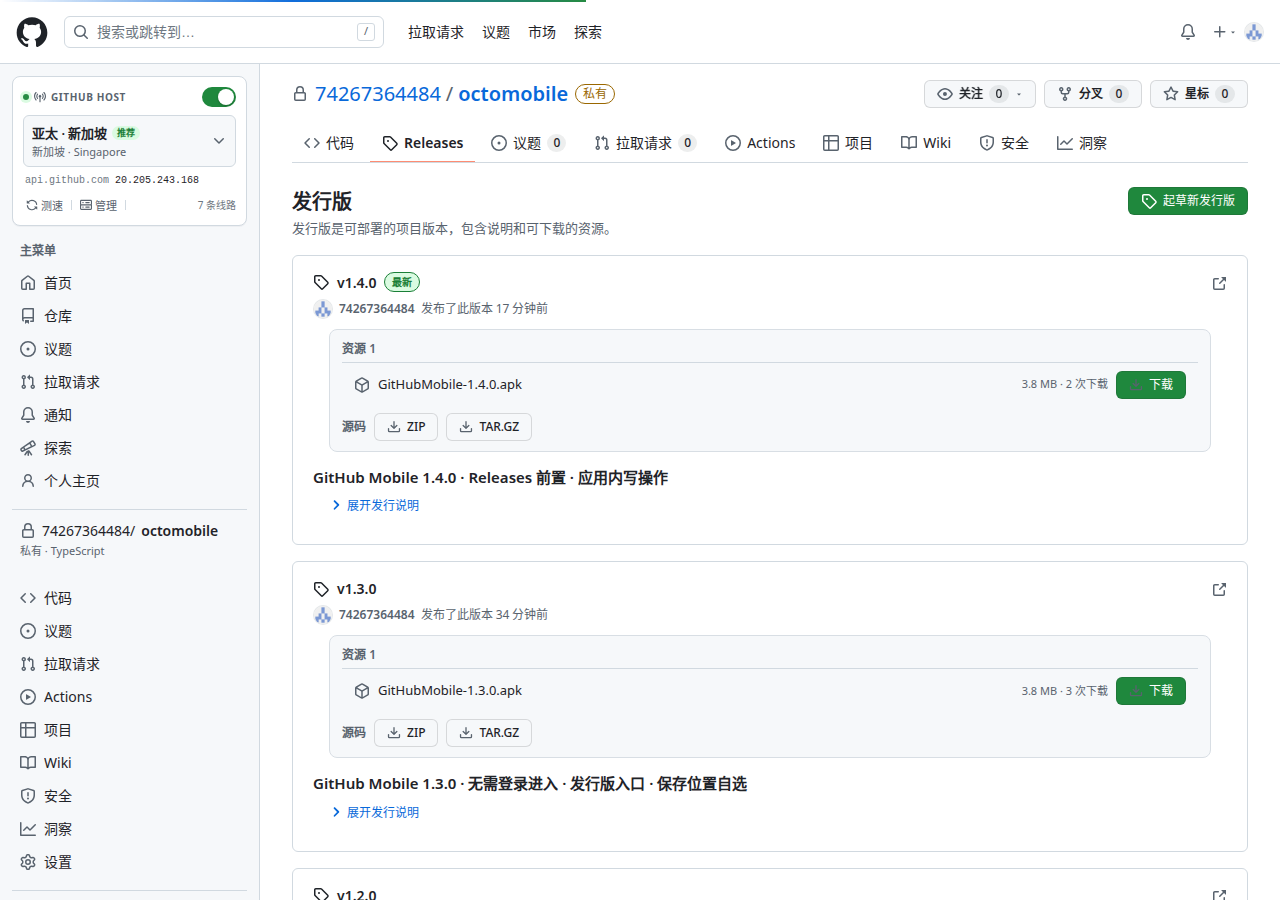 搜索或跳转到… /
拉取请求 议题 市场 探索
GITHUB HOST
亚太 · 新加坡 推荐
新加坡 · Singapore
api.github.com 20.205.243.168
测速 管理 7 条线路
主菜单
首页
仓库
议题
拉取请求
通知
探索
个人主页
74267364484/ octomobile
私有 · TypeScript
代码
议题
拉取请求
Actions
项目
Wiki
安全
洞察
设置
74267364484 / octomobile 私有
关注 0 分叉 0 星标 0
代码 Releases 议题 0 拉取请求 0 Actions 项目 Wiki 安全 洞察
发行版
起草新发行版
发行版是可部署的项目版本，包含说明和可下载的资源。
v1.4.0 最新
74267364484 发布了此版本 17 分钟前
资源 1
GitHubMobile-1.4.0.apk 3.8 MB · 2 次下载 下载
源码 ZIP TAR.GZ
GitHub Mobile 1.4.0 · Releases 前置 · 应用内写操作
展开发行说明
v1.3.0
74267364484 发布了此版本 34 分钟前
资源 1
GitHubMobile-1.3.0.apk 3.8 MB · 3 次下载 下载
源码 ZIP TAR.GZ
GitHub Mobile 1.3.0 · 无需登录进入 · 发行版入口 · 保存位置自选
展开发行说明
v1.2.0